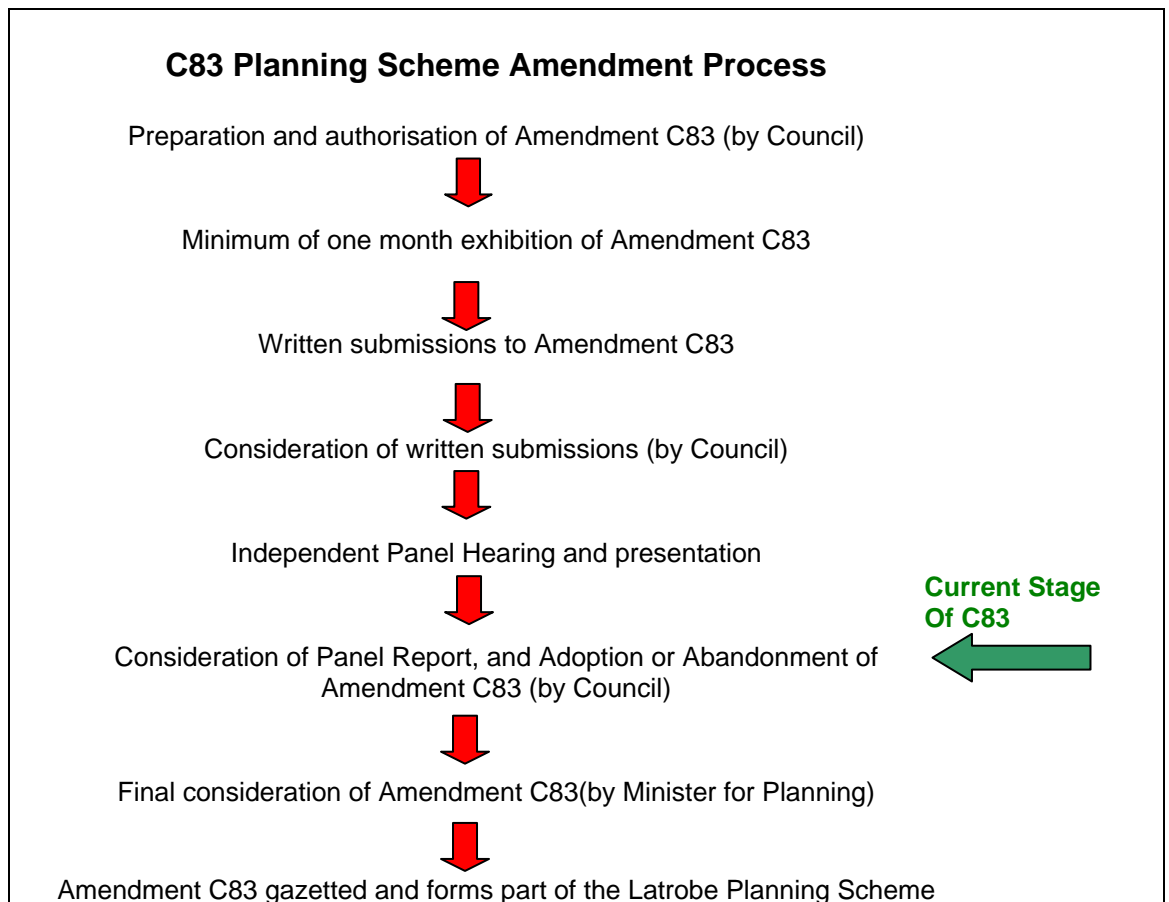 C83 Planning Scheme Amendment Process
Preparation and authorisation of Amendment C83 (by Council)
Minimum of one month exhibition of Amendment C83
Written submissions to Amendment C83
Consideration of written submissions (by Council)
Independent Panel Hearing and presentation
Current Stage
Of C83
Consideration of Panel Report, and Adoption or Abandonment of
Amendment C83 (by Council)
Final consideration of Amendment C83(by Minister for Planning)
Amendment C83 gazetted and forms part of the Latrobe Planning Scheme